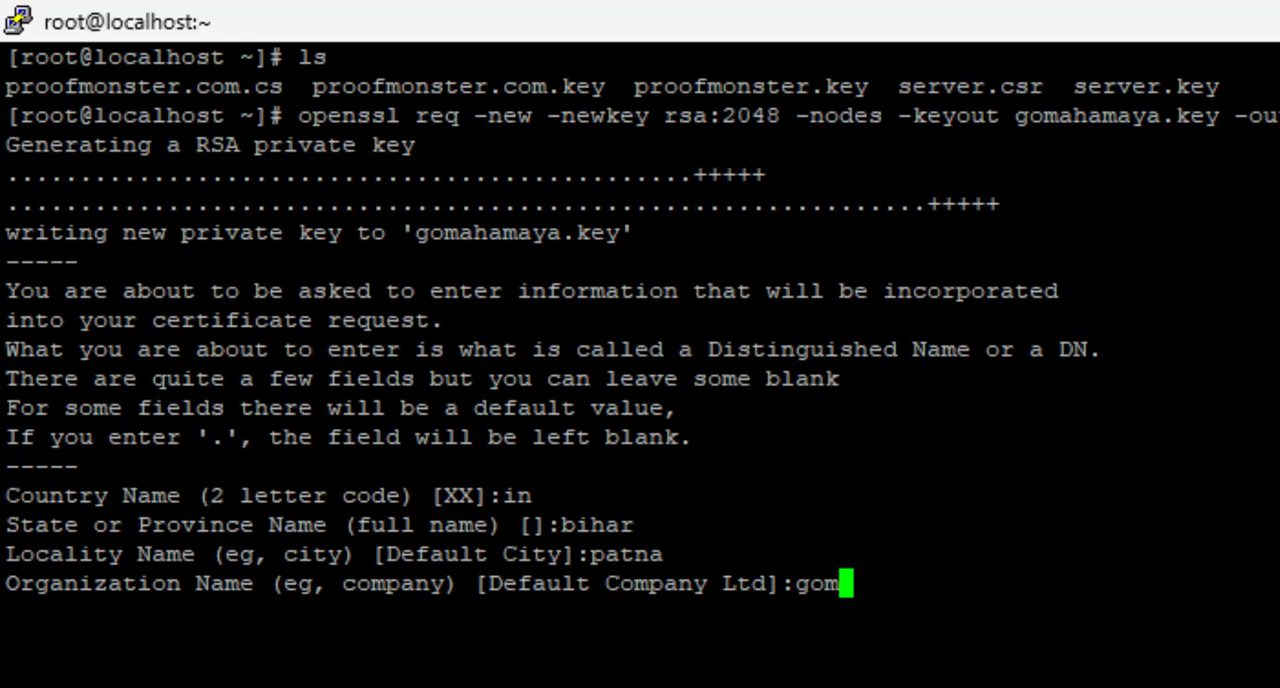 root@localhost:~
[root@localhost ~]# ls
proofmonster.com.cs  proofmonster.com.key  proofmonster.key  server.csr  server.key
[root@localhost ~]# openssl req -new -newkey rsa:2048 -nodes -keyout gomahamaya.key -ou
Generating a RSA private key
...............................................+++++
...............................................................+++++
writing new private key to 'gomahamaya.key'
-----
You are about to be asked to enter information that will be incorporated
into your certificate request.
What you are about to enter is what is called a Distinguished Name or a DN.
There are quite a few fields but you can leave some blank
For some fields there will be a default value,
If you enter '.', the field will be left blank.
-----
Country Name (2 letter code) [XX]:in
State or Province Name (full name) []:bihar
Locality Name (eg, city) [Default City]:patna
Organization Name (eg, company) [Default Company Ltd]:gom